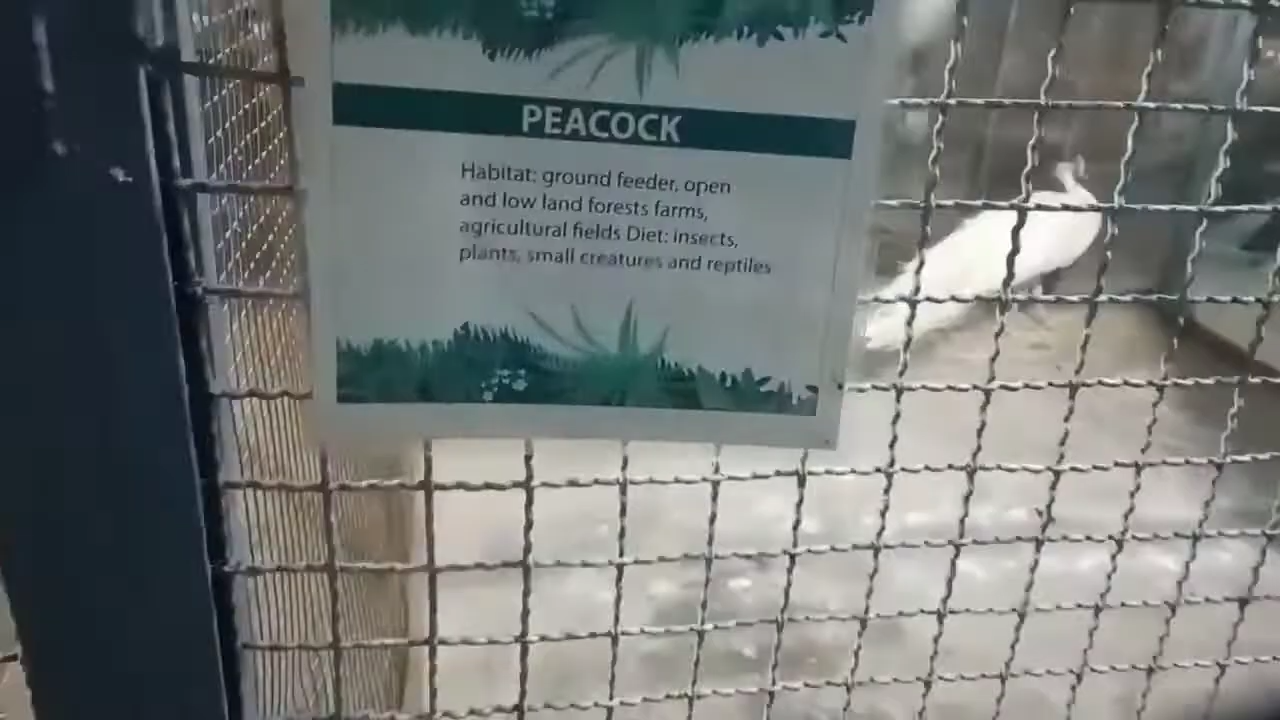 PEACOCK
Habitat: ground feeder, open
and low land forests farms,
agricultural fields Diet: insects,
plants, small creatures and reptiles